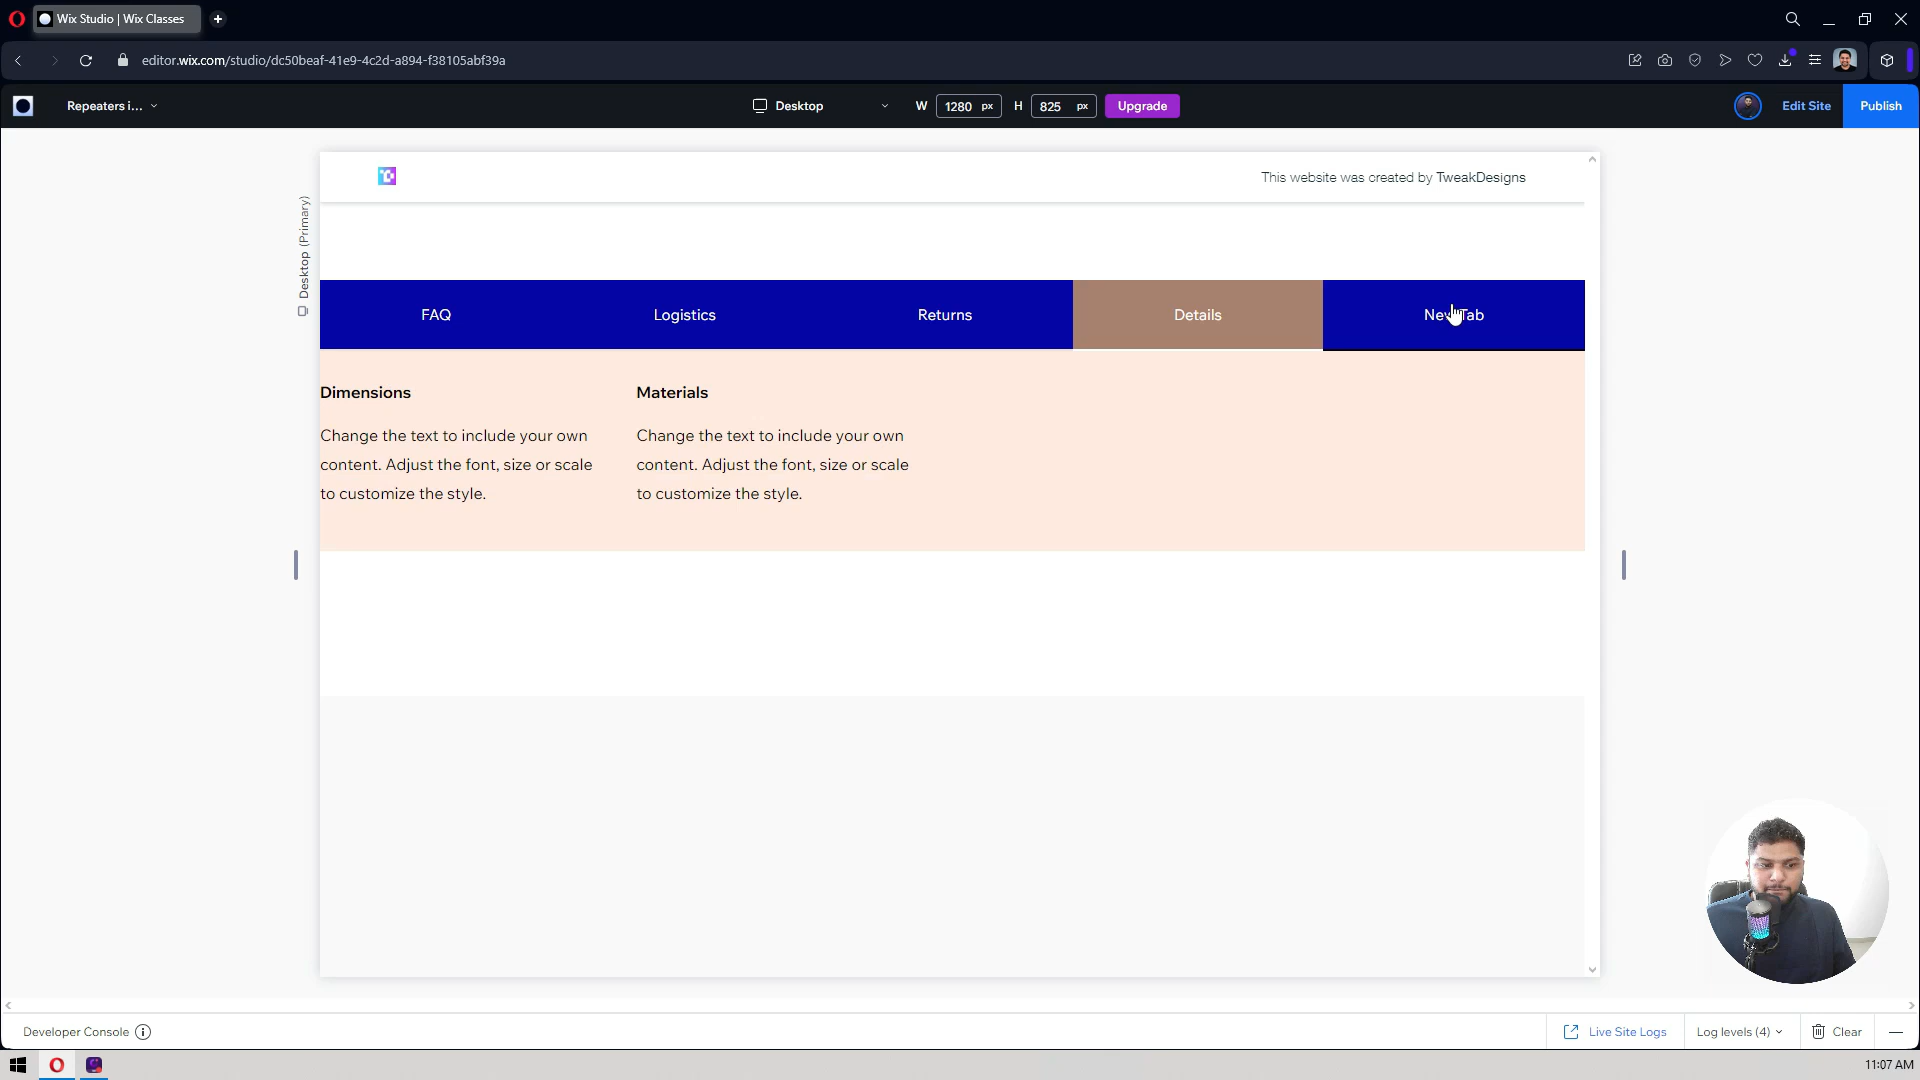 Wix Studio | Wix Classes
editor.wix.com/studio/dc50beaf-41e9-4c2d-a894-f38105abf39a
Repeaters i...
Desktop
W 1280 px H 825 px
Upgrade
Edit Site
Publish
This website was created by TweakDesigns
Desktop (Primary)
FAQ
Logistics
Returns
Details
New Tab
Dimensions
Change the text to include your own
content. Adjust the font, size or scale
to customize the style.
Materials
Change the text to include your own
content. Adjust the font, size or scale
to customize the style.
Developer Console
Live Site Logs
Log levels (4)
Clear
11:07 AM